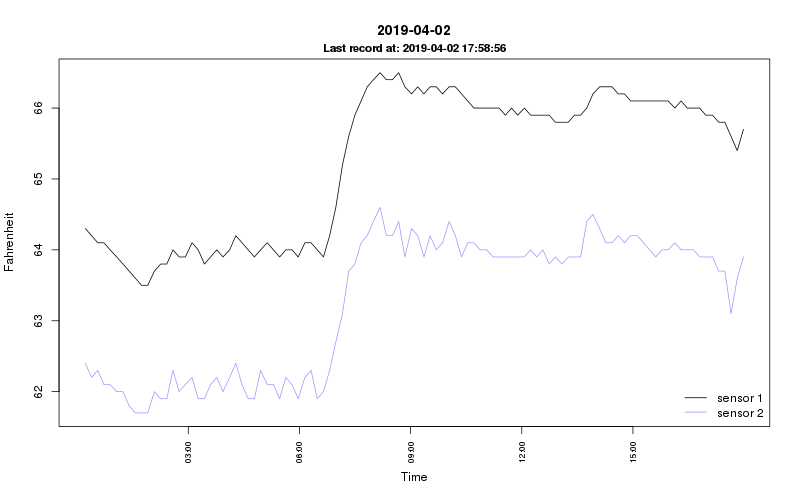 2019-04-02
Last record at: 2019-04-02 17:58:56
Fahrenheit
66
65
64
63
62
sensor 1
sensor 2
03:00
06:00
09:00
12:00
15:00
Time